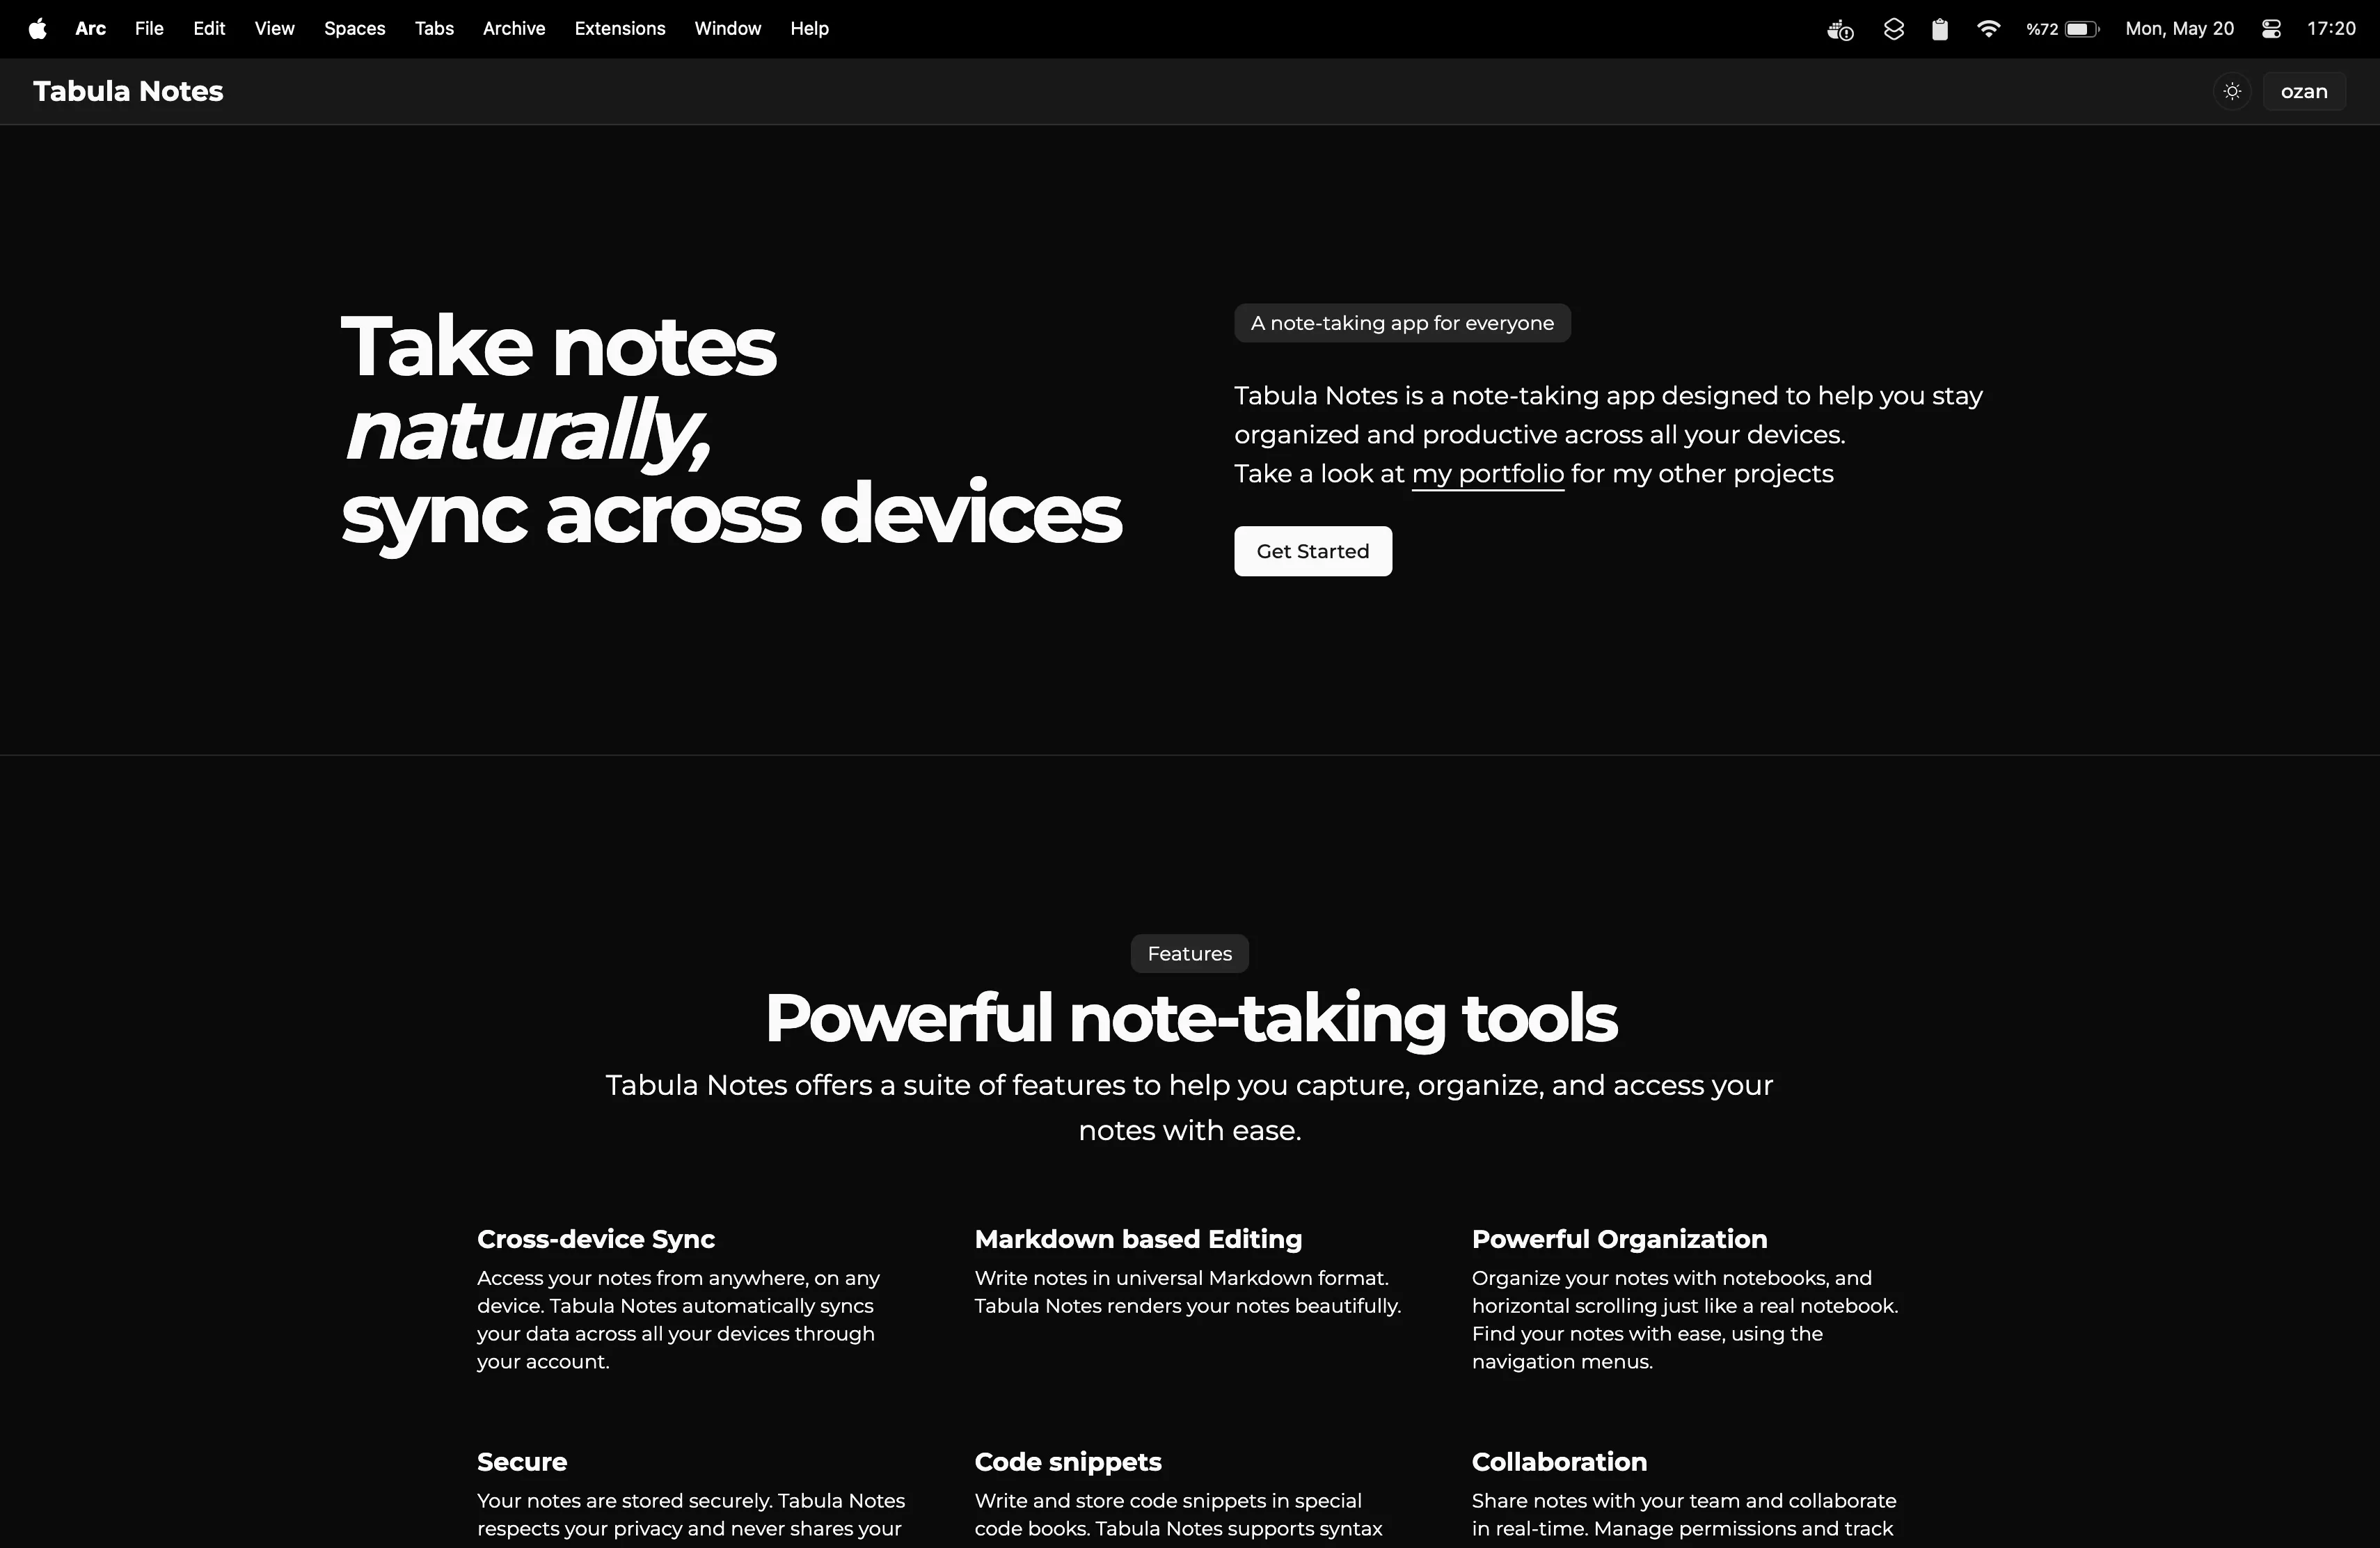 Arc File Edit View Spaces Tabs Archive Extensions Window Help %72 Mon, May 20 17:20
Tabula Notes ozan
Take notes
naturally,
sync across devices
A note-taking app for everyone
Tabula Notes is a note-taking app designed to help you stay
organized and productive across all your devices.
Take a look at my portfolio for my other projects
Get Started
Features
Powerful note-taking tools
Tabula Notes offers a suite of features to help you capture, organize, and access your
notes with ease.
Cross-device Sync
Access your notes from anywhere, on any
device. Tabula Notes automatically syncs
your data across all your devices through
your account.
Markdown based Editing
Write notes in universal Markdown format.
Tabula Notes renders your notes beautifully.
Powerful Organization
Organize your notes with notebooks, and
horizontal scrolling just like a real notebook.
Find your notes with ease, using the
navigation menus.
Secure
Your notes are stored securely. Tabula Notes
respects your privacy and never shares your
Code snippets
Write and store code snippets in special
code books. Tabula Notes supports syntax
Collaboration
Share notes with your team and collaborate
in real-time. Manage permissions and track